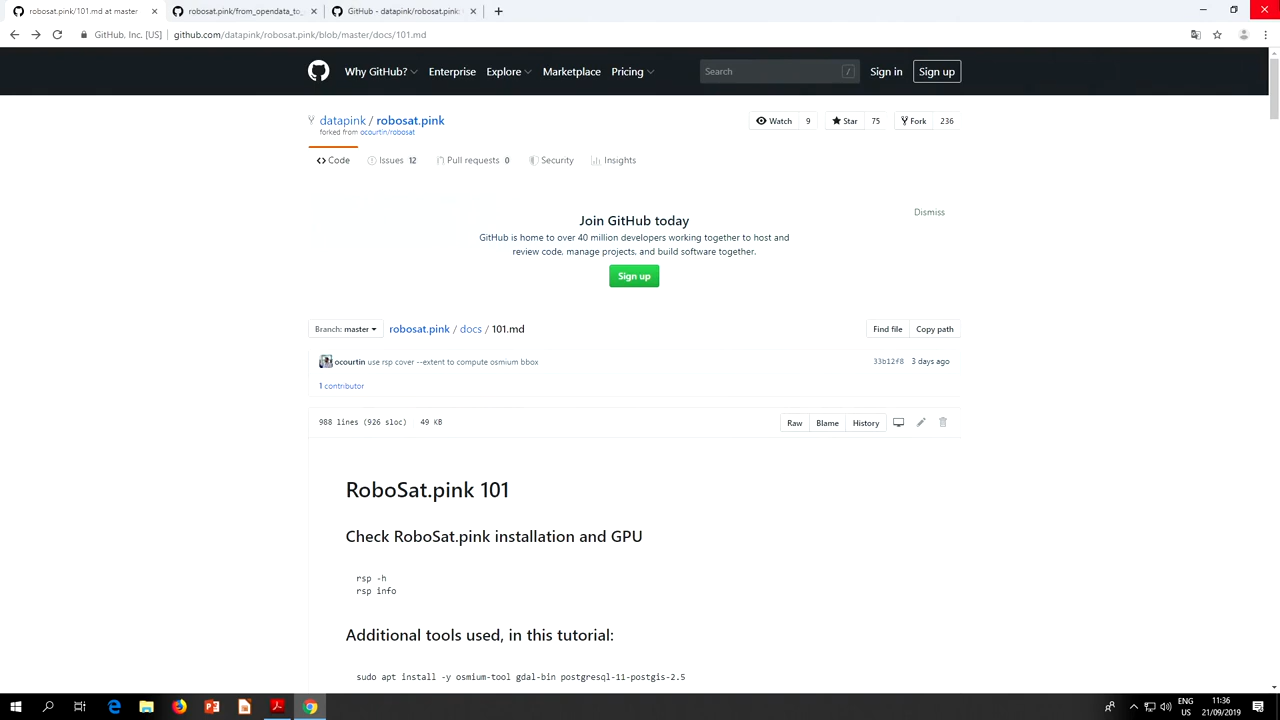 robosat.pink/101.md at master
robosat.pink/from_opendata_to_
GitHub - datapink/robosat.pink:
GitHub, Inc. [US]
github.com/datapink/robosat.pink/blob/master/docs/101.md
Why GitHub?
Enterprise
Explore
Marketplace
Pricing
Search
/
Sign in
Sign up
datapink / robosat.pink
forked from ocourtin/robosat
Watch 9
Star 75
Fork 236
Code
Issues 12
Pull requests 0
Security
Insights
Join GitHub today
Dismiss
GitHub is home to over 40 million developers working together to host and
review code, manage projects, and build software together.
Sign up
Branch: master
robosat.pink / docs / 101.md
Find file
Copy path
ocourtin use rsp cover --extent to compute osmium bbox
33b12f8 3 days ago
1 contributor
988 lines (926 sloc) 49 KB
Raw
Blame
History
RoboSat.pink 101
Check RoboSat.pink installation and GPU
rsp -h
rsp info
Additional tools used, in this tutorial:
sudo apt install -y osmium-tool gdal-bin postgresql-11-postgis-2.5
ENG
US
11:36
21/09/2019